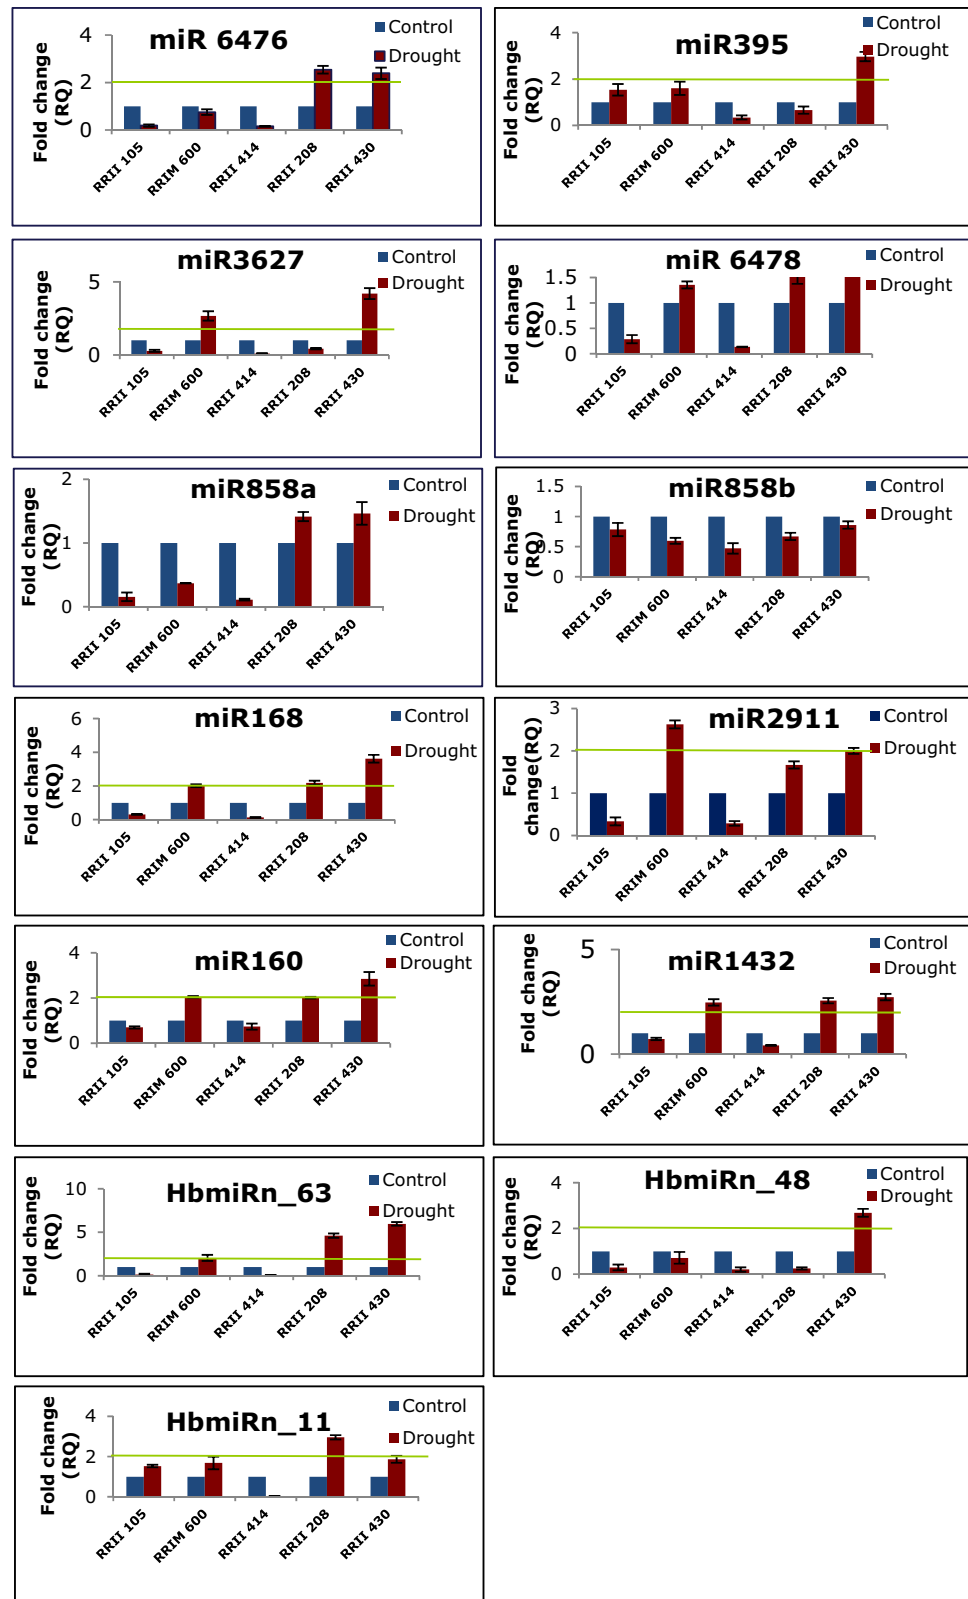 miR 6476
Control
Drought
Fold change
(RQ)
4
2
0
RRII 105
RRIM 600
RRII 414
RRII 208
RRII 430
miR395
Control
Drought
Fold change
(RQ)
4
2
0
RRII 105
RRIM 600
RRII 414
RRII 208
RRII 430
miR3627
Control
Drought
Fold change
(RQ)
5
0
RRII 105
RRIM 600
RRII 414
RRII 208
RRII 430
miR 6478
Control
Drought
Fold change
(RQ)
1.5
1
0.5
0
RRII 105
RRIM 600
RRII 414
RRII 208
RRII 430
miR858a
Control
Drought
Fold change
(RQ)
2
1
0
RRII 105
RRIM 600
RRII 414
RRII 208
RRII 430
miR858b
Control
Drought
Fold change
(RQ)
1.5
1
0.5
0
RRII 105
RRIM 600
RRII 414
RRII 208
RRII 430
miR168
Control
Drought
Fold change
(RQ)
6
4
2
0
RRII 105
RRIM 600
RRII 414
RRII 208
RRII 430
miR2911
Control
Drought
Fold
change(RQ)
3
2
1
0
RRII 105
RRIM 600
RRII 414
RRII 208
RRII 430
miR160
Control
Drought
Fold change
(RQ)
4
2
0
RRII 105
RRIM 600
RRII 414
RRII 208
RRII 430
miR1432
Control
Drought
Fold change
(RQ)
5
0
RRII 105
RRIM 600
RRII 414
RRII 208
RRII 430
HbmiRn_63
Control
Drought
Fold change
(RQ)
10
5
0
RRII 105
RRIM 600
RRII 414
RRII 208
RRII 430
HbmiRn_48
Control
Drought
Fold change
(RQ)
4
2
0
RRII 105
RRIM 600
RRII 414
RRII 208
RRII 430
HbmiRn_11
Control
Drought
Fold change
(RQ)
4
2
0
RRII 105
RRIM 600
RRII 414
RRII 208
RRII 430